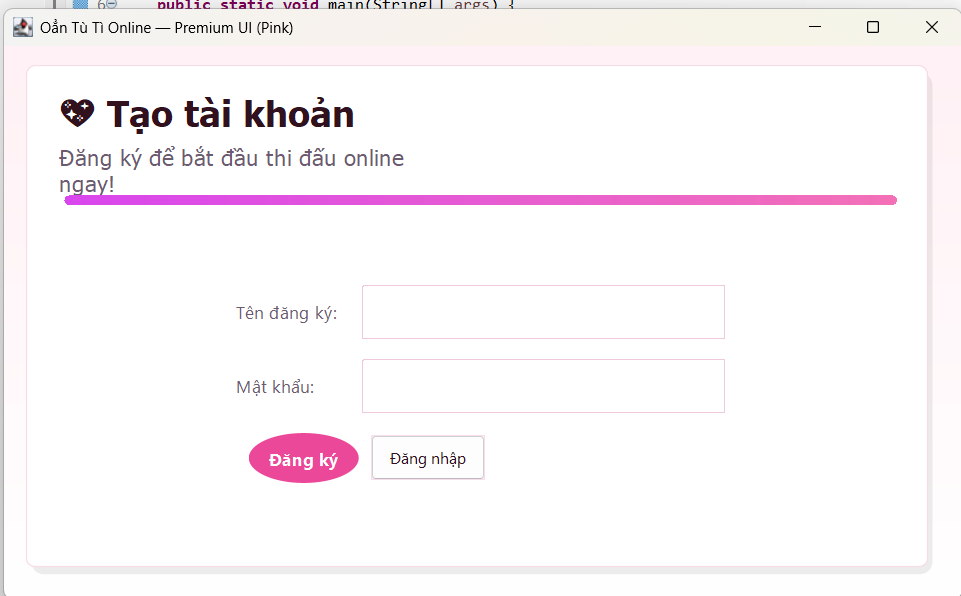 6 public static void main(String[] args) {
Oẳn Tù Tì Online — Premium UI (Pink)
💖 Tạo tài khoản
Đăng ký để bắt đầu thi đấu online
ngay!
Tên đăng ký:
Mật khẩu:
Đăng ký
Đăng nhập